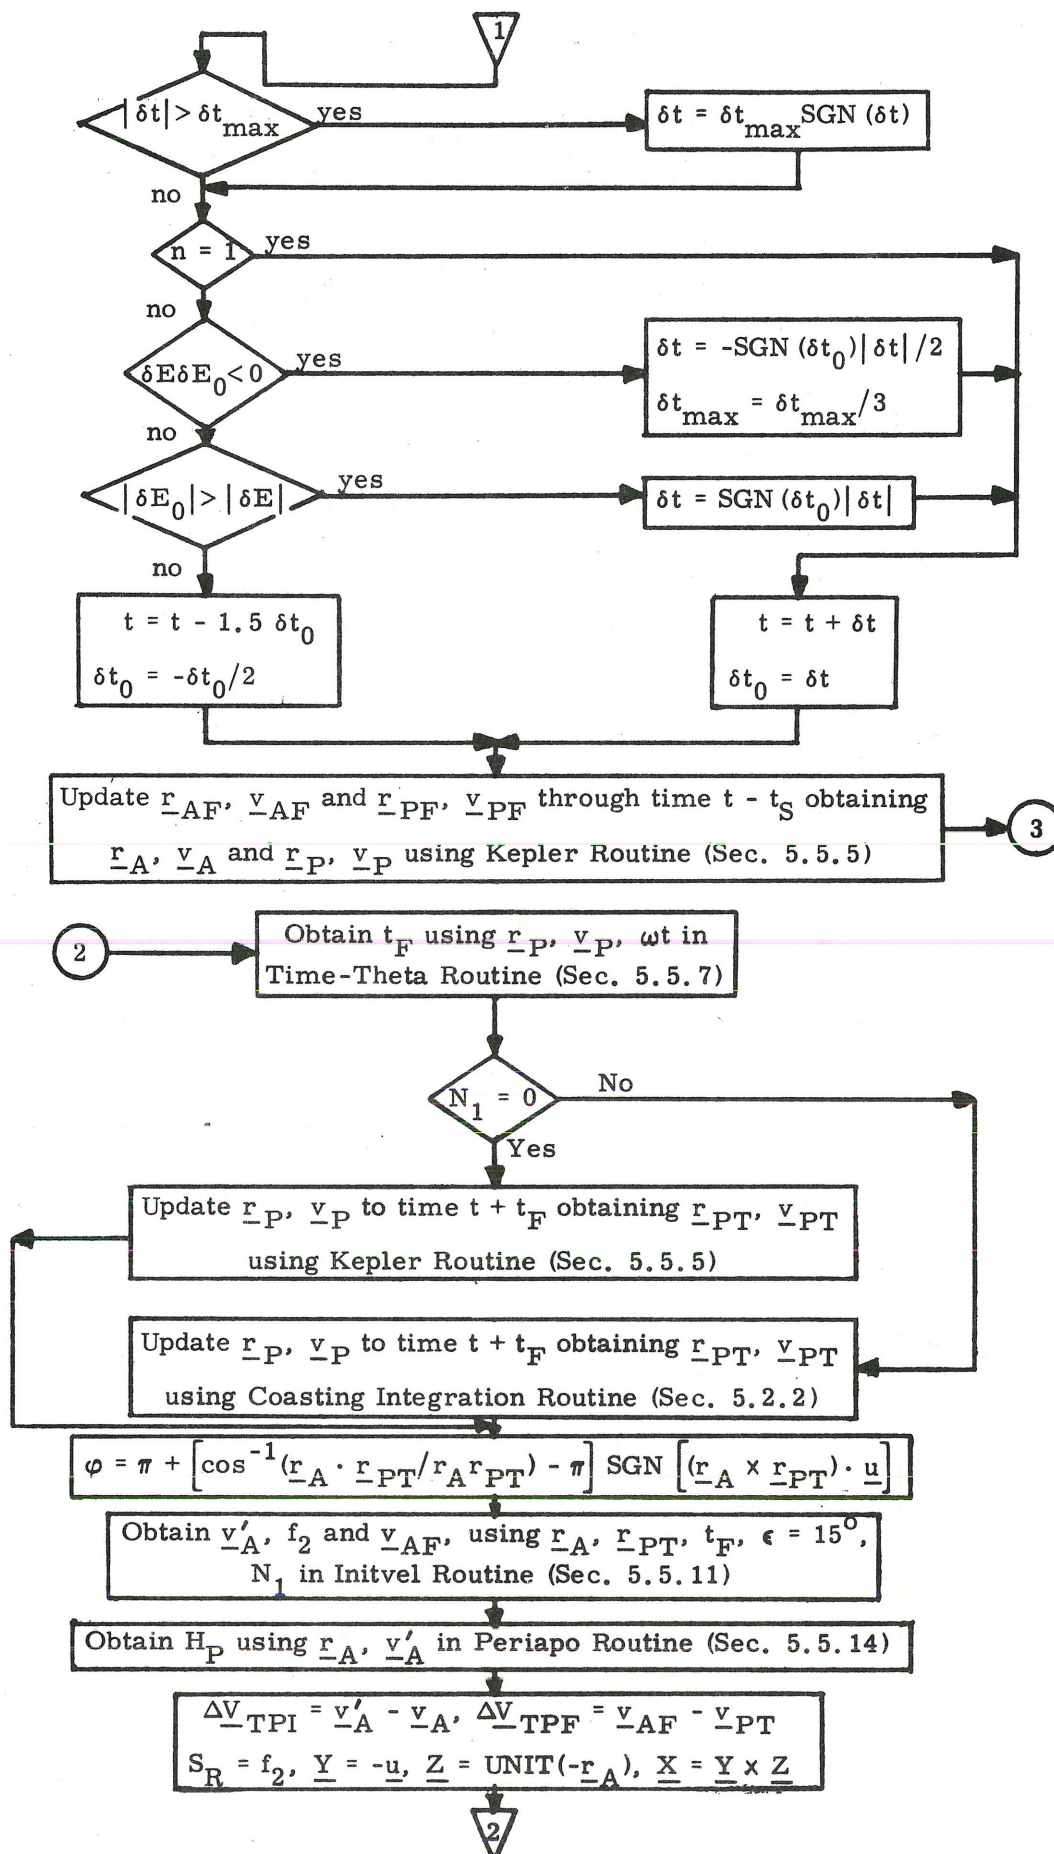 1
|δt| > δt_max
yes
δt = δt_max SGN (δt)
no
n = 1
yes
no
δEδE_0 < 0
yes
δt = -SGN (δt_0)|δt|/2
δt_max = δt_max/3
no
|δE_0| > |δE|
yes
δt = SGN (δt_0)|δt|
no
t = t - 1.5 δt_0
δt_0 = -δt_0/2
t = t + δt
δt_0 = δt
Update r_AF, v_AF and r_PF, v_PF through time t - t_S obtaining
r_A, v_A and r_P, v_P using Kepler Routine (Sec. 5.5.5)
3
2
Obtain t_F using r_P, v_P, ωt in
Time-Theta Routine (Sec. 5.5.7)
N_1 = 0
No
Yes
Update r_P, v_P to time t + t_F obtaining r_PT, v_PT
using Kepler Routine (Sec. 5.5.5)
Update r_P, v_P to time t + t_F obtaining r_PT, v_PT
using Coasting Integration Routine (Sec. 5.2.2)
φ = π + [cos^-1(r_A · r_PT/r_A r_PT) - π] SGN [(r_A x r_PT) · u]
Obtain v'_A, f_2 and v_AF, using r_A, r_PT, t_F, ε = 15°,
N_1 in Initvel Routine (Sec. 5.5.11)
Obtain H_P using r_A, v'_A in Periapo Routine (Sec. 5.5.14)
ΔV_TPI = v'_A - v_A, ΔV_TPF = v_AF - v_PT
S_R = f_2, Y = -u, Z = UNIT(-r_A), X = Y x Z
2